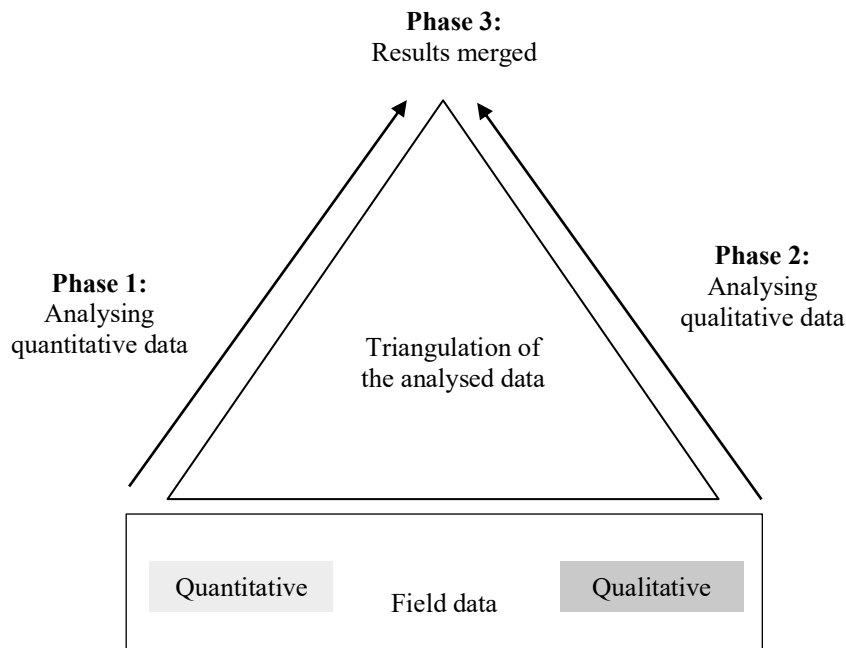 Phase 3:
Results merged
Phase 1:
Analysing
quantitative data
Phase 2:
Analysing
qualitative data
Triangulation of
the analysed data
Quantitative
Field data
Qualitative